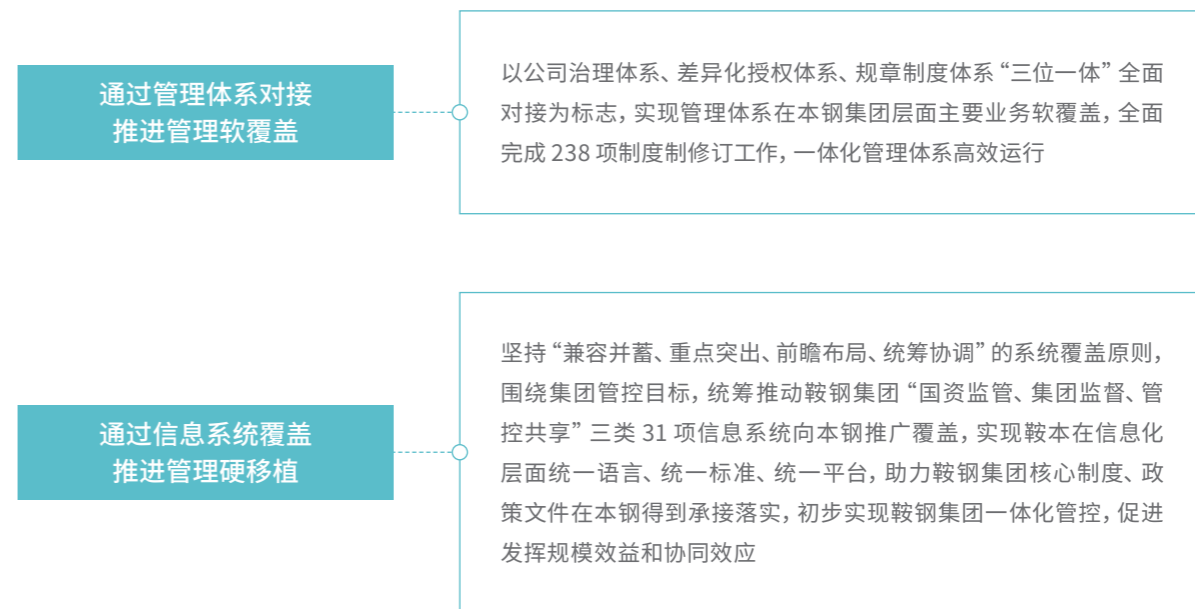 通过管理体系对接
推进管理软覆盖
以公司治理体系、差异化授权体系、规章制度体系“三位一体”全面
对接为标志，实现管理体系在本钢集团层面主要业务软覆盖，全面
完成 238 项制度制修订工作，一体化管理体系高效运行
通过信息系统覆盖
推进管理硬移植
坚持“兼容并蓄、重点突出、前瞻布局、统筹协调”的系统覆盖原则，
围绕集团管控目标，统筹推动鞍钢集团“国资监管、集团监督、管
控共享”三类 31 项信息系统向本钢推广覆盖，实现鞍本在信息化
层面统一语言、统一标准、统一平台，助力鞍钢集团核心制度、政
策文件在本钢得到承接落实，初步实现鞍钢集团一体化管控，促进
发挥规模效益和协同效应